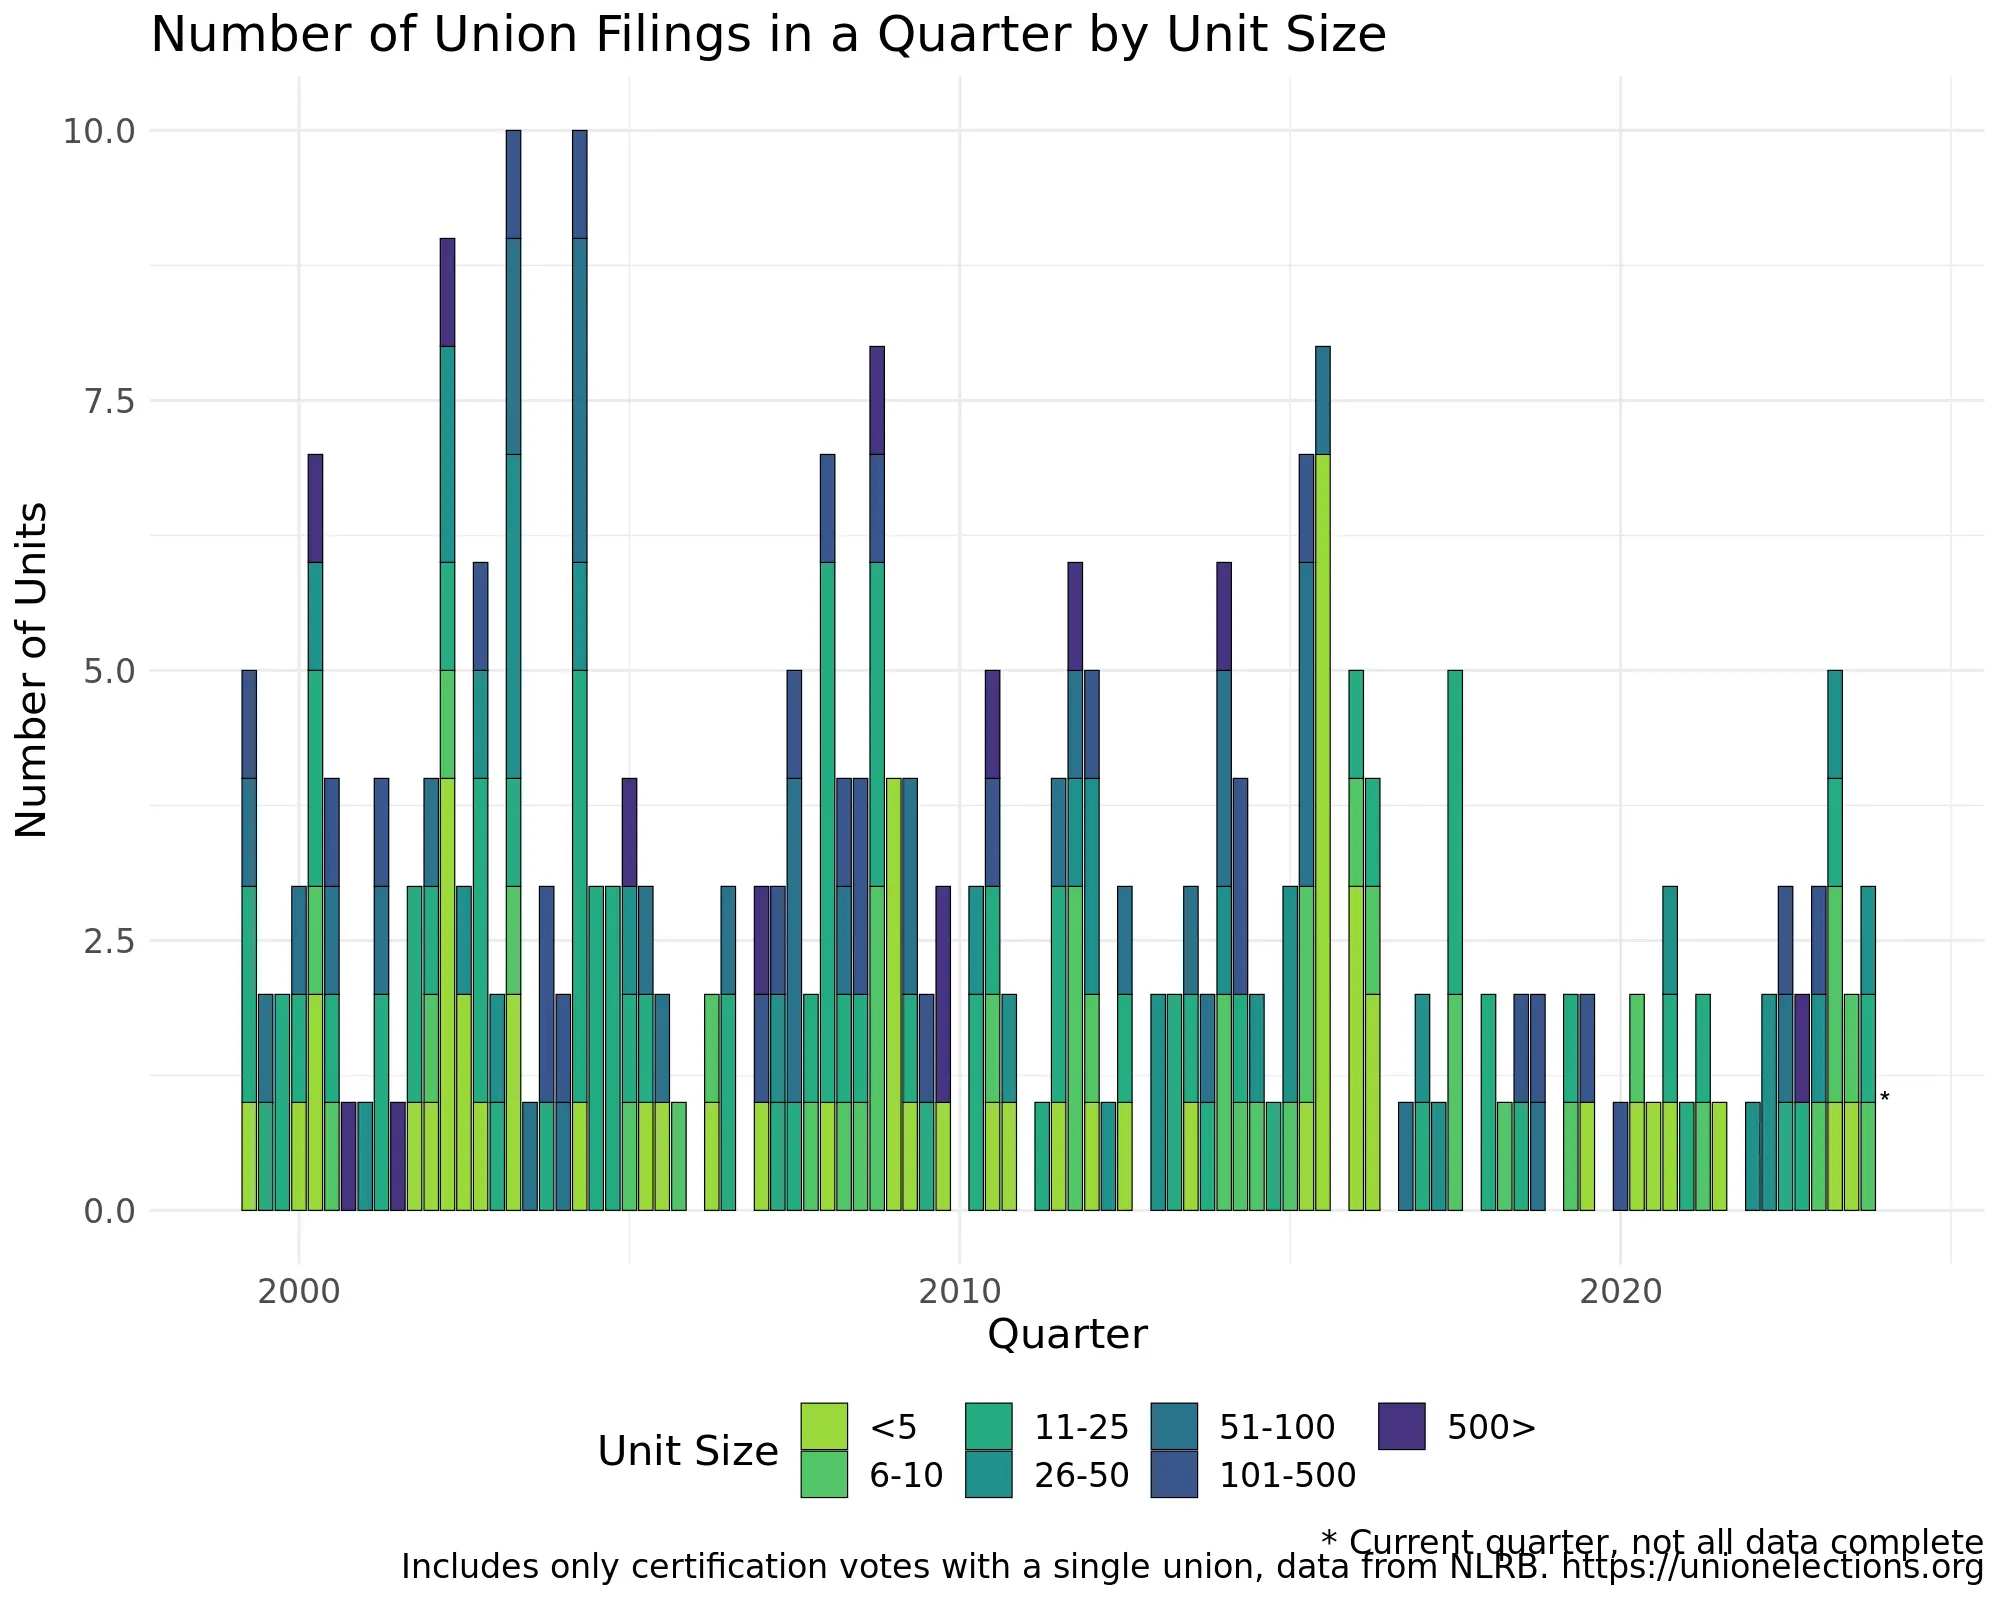 Number of Union Filings in a Quarter by Unit Size
Number of Units
10.0
7.5
5.0
2.5
0.0
*
2000 2010 2020
Quarter
Unit Size
<5 11-25 51-100 500>
6-10 26-50 101-500
* Current quarter, not all data complete
Includes only certification votes with a single union, data from NLRB. https://unionelections.org